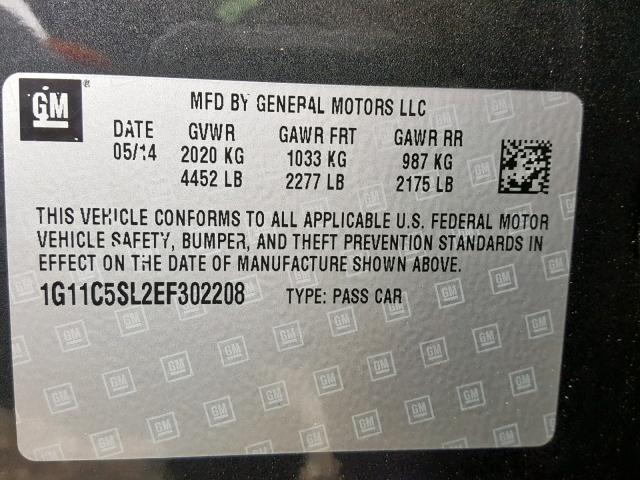 GM
MFD BY GENERAL MOTORS LLC
DATE GVWR GAWR FRT GAWR RR
05/14 2020 KG 1033 KG 987 KG
4452 LB 2277 LB 2175 LB
THIS VEHICLE CONFORMS TO ALL APPLICABLE U.S. FEDERAL MOTOR
VEHICLE SAFETY, BUMPER, AND THEFT PREVENTION STANDARDS IN
EFFECT ON THE DATE OF MANUFACTURE SHOWN ABOVE.
1G11C5SL2EF302208 TYPE: PASS CAR